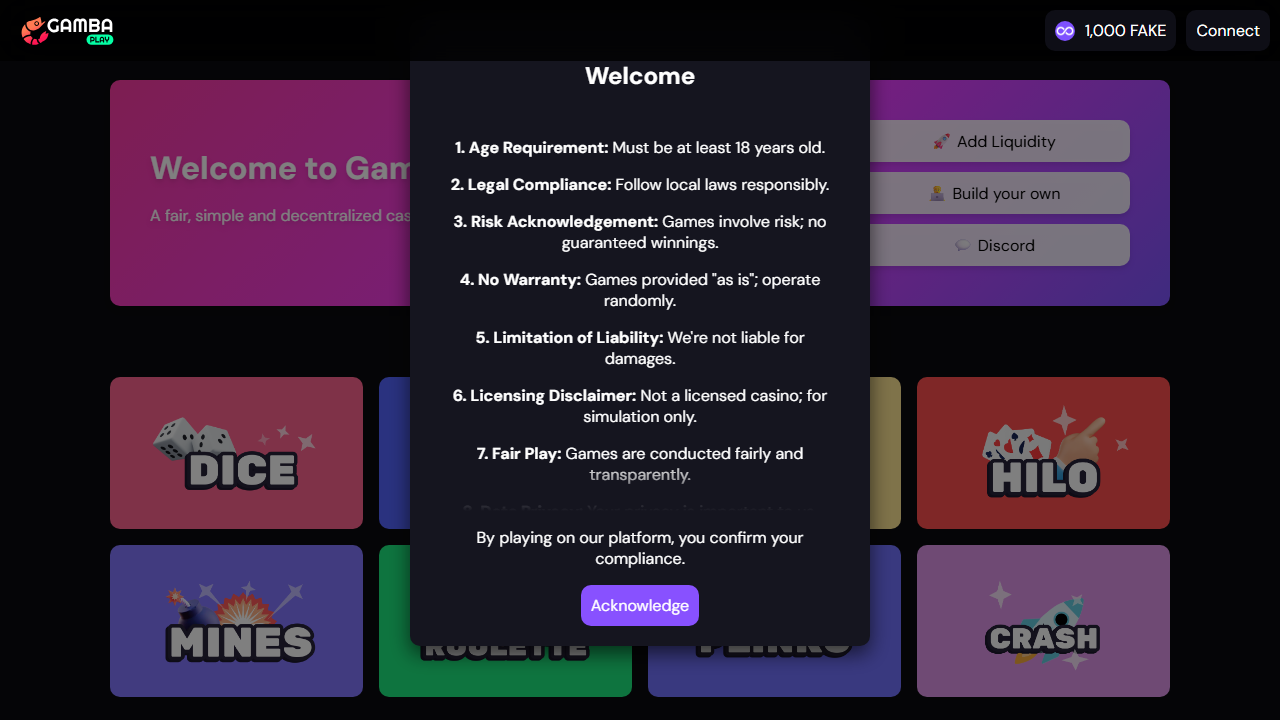 GAMBA
PLAY
1,000 FAKE
Connect
Welcome
1. Age Requirement: Must be at least 18 years old.
2. Legal Compliance: Follow local laws responsibly.
3. Risk Acknowledgement: Games involve risk; no
guaranteed winnings.
4. No Warranty: Games provided "as is"; operate
randomly.
5. Limitation of Liability: We're not liable for
damages.
6. Licensing Disclaimer: Not a licensed casino; for
simulation only.
7. Fair Play: Games are conducted fairly and
transparently.
By playing on our platform, you confirm your
compliance.
Acknowledge
Welcome to Gam
A fair, simple and decentralized cas
🚀 Add Liquidity
Build your own
💬 Discord
DICE
HILO
MINES
ROULETTE
PLINKO
CRASH